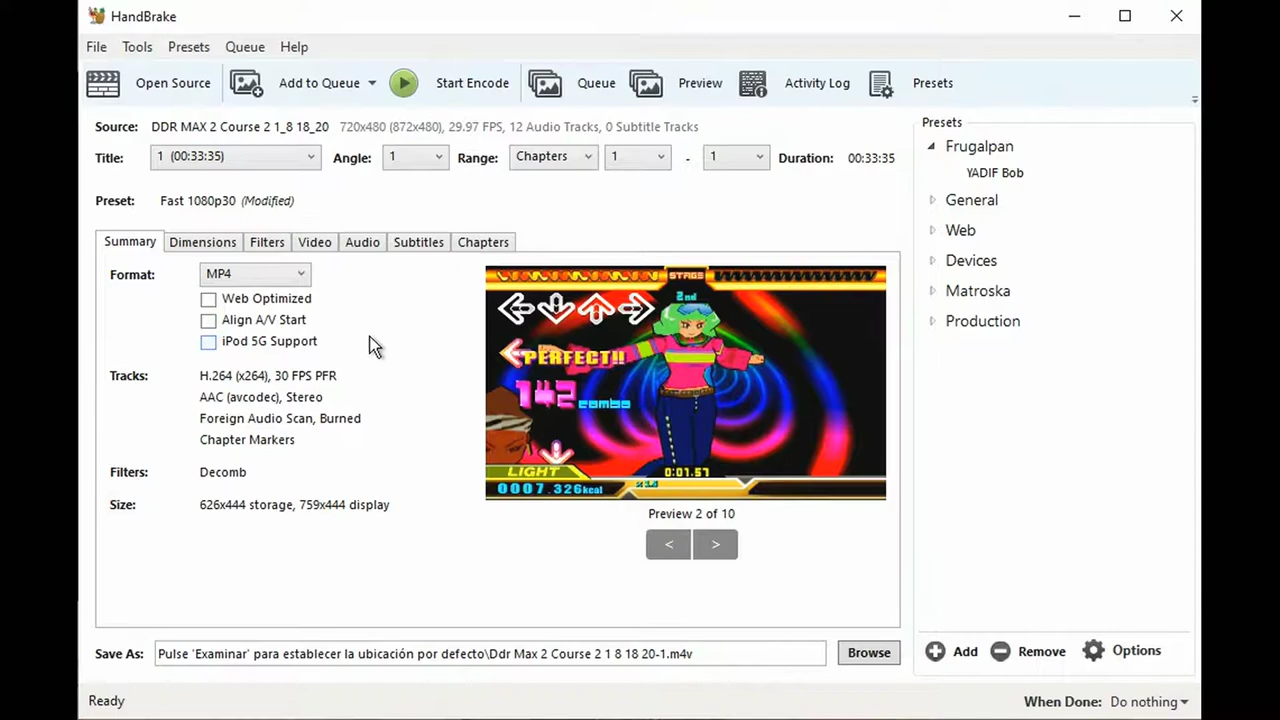 HandBrake
File Tools Presets Queue Help
Open Source Add to Queue Start Encode Queue Preview Activity Log Presets
Source: DDR MAX 2 Course 2 1_8 18_20 720x480 (872x480), 29.97 FPS, 12 Audio Tracks, 0 Subtitle Tracks
Title: 1 (00:33:35) Angle: 1 Range: Chapters 1 - 1 Duration: 00:33:35
Preset: Fast 1080p30 (Modified)
Summary Dimensions Filters Video Audio Subtitles Chapters
Format: MP4
Web Optimized
Align A/V Start
iPod 5G Support
Tracks: H.264 (x264), 30 FPS PFR
AAC (avcodec), Stereo
Foreign Audio Scan, Burned
Chapter Markers
Filters: Decomb
Size: 626x444 storage, 759x444 display
STAGE
2nd
PERFECT!!
142 combo
LIGHT
0:01.57
0007.326kcal
x1.5
Preview 2 of 10
< >
Save As: Pulse 'Examinar' para establecer la ubicación por defecto\Ddr Max 2 Course 2 1 8 18 20-1.m4v Browse
Presets
Frugalpan
YADIF Bob
General
Web
Devices
Matroska
Production
Add Remove Options
Ready When Done: Do nothing